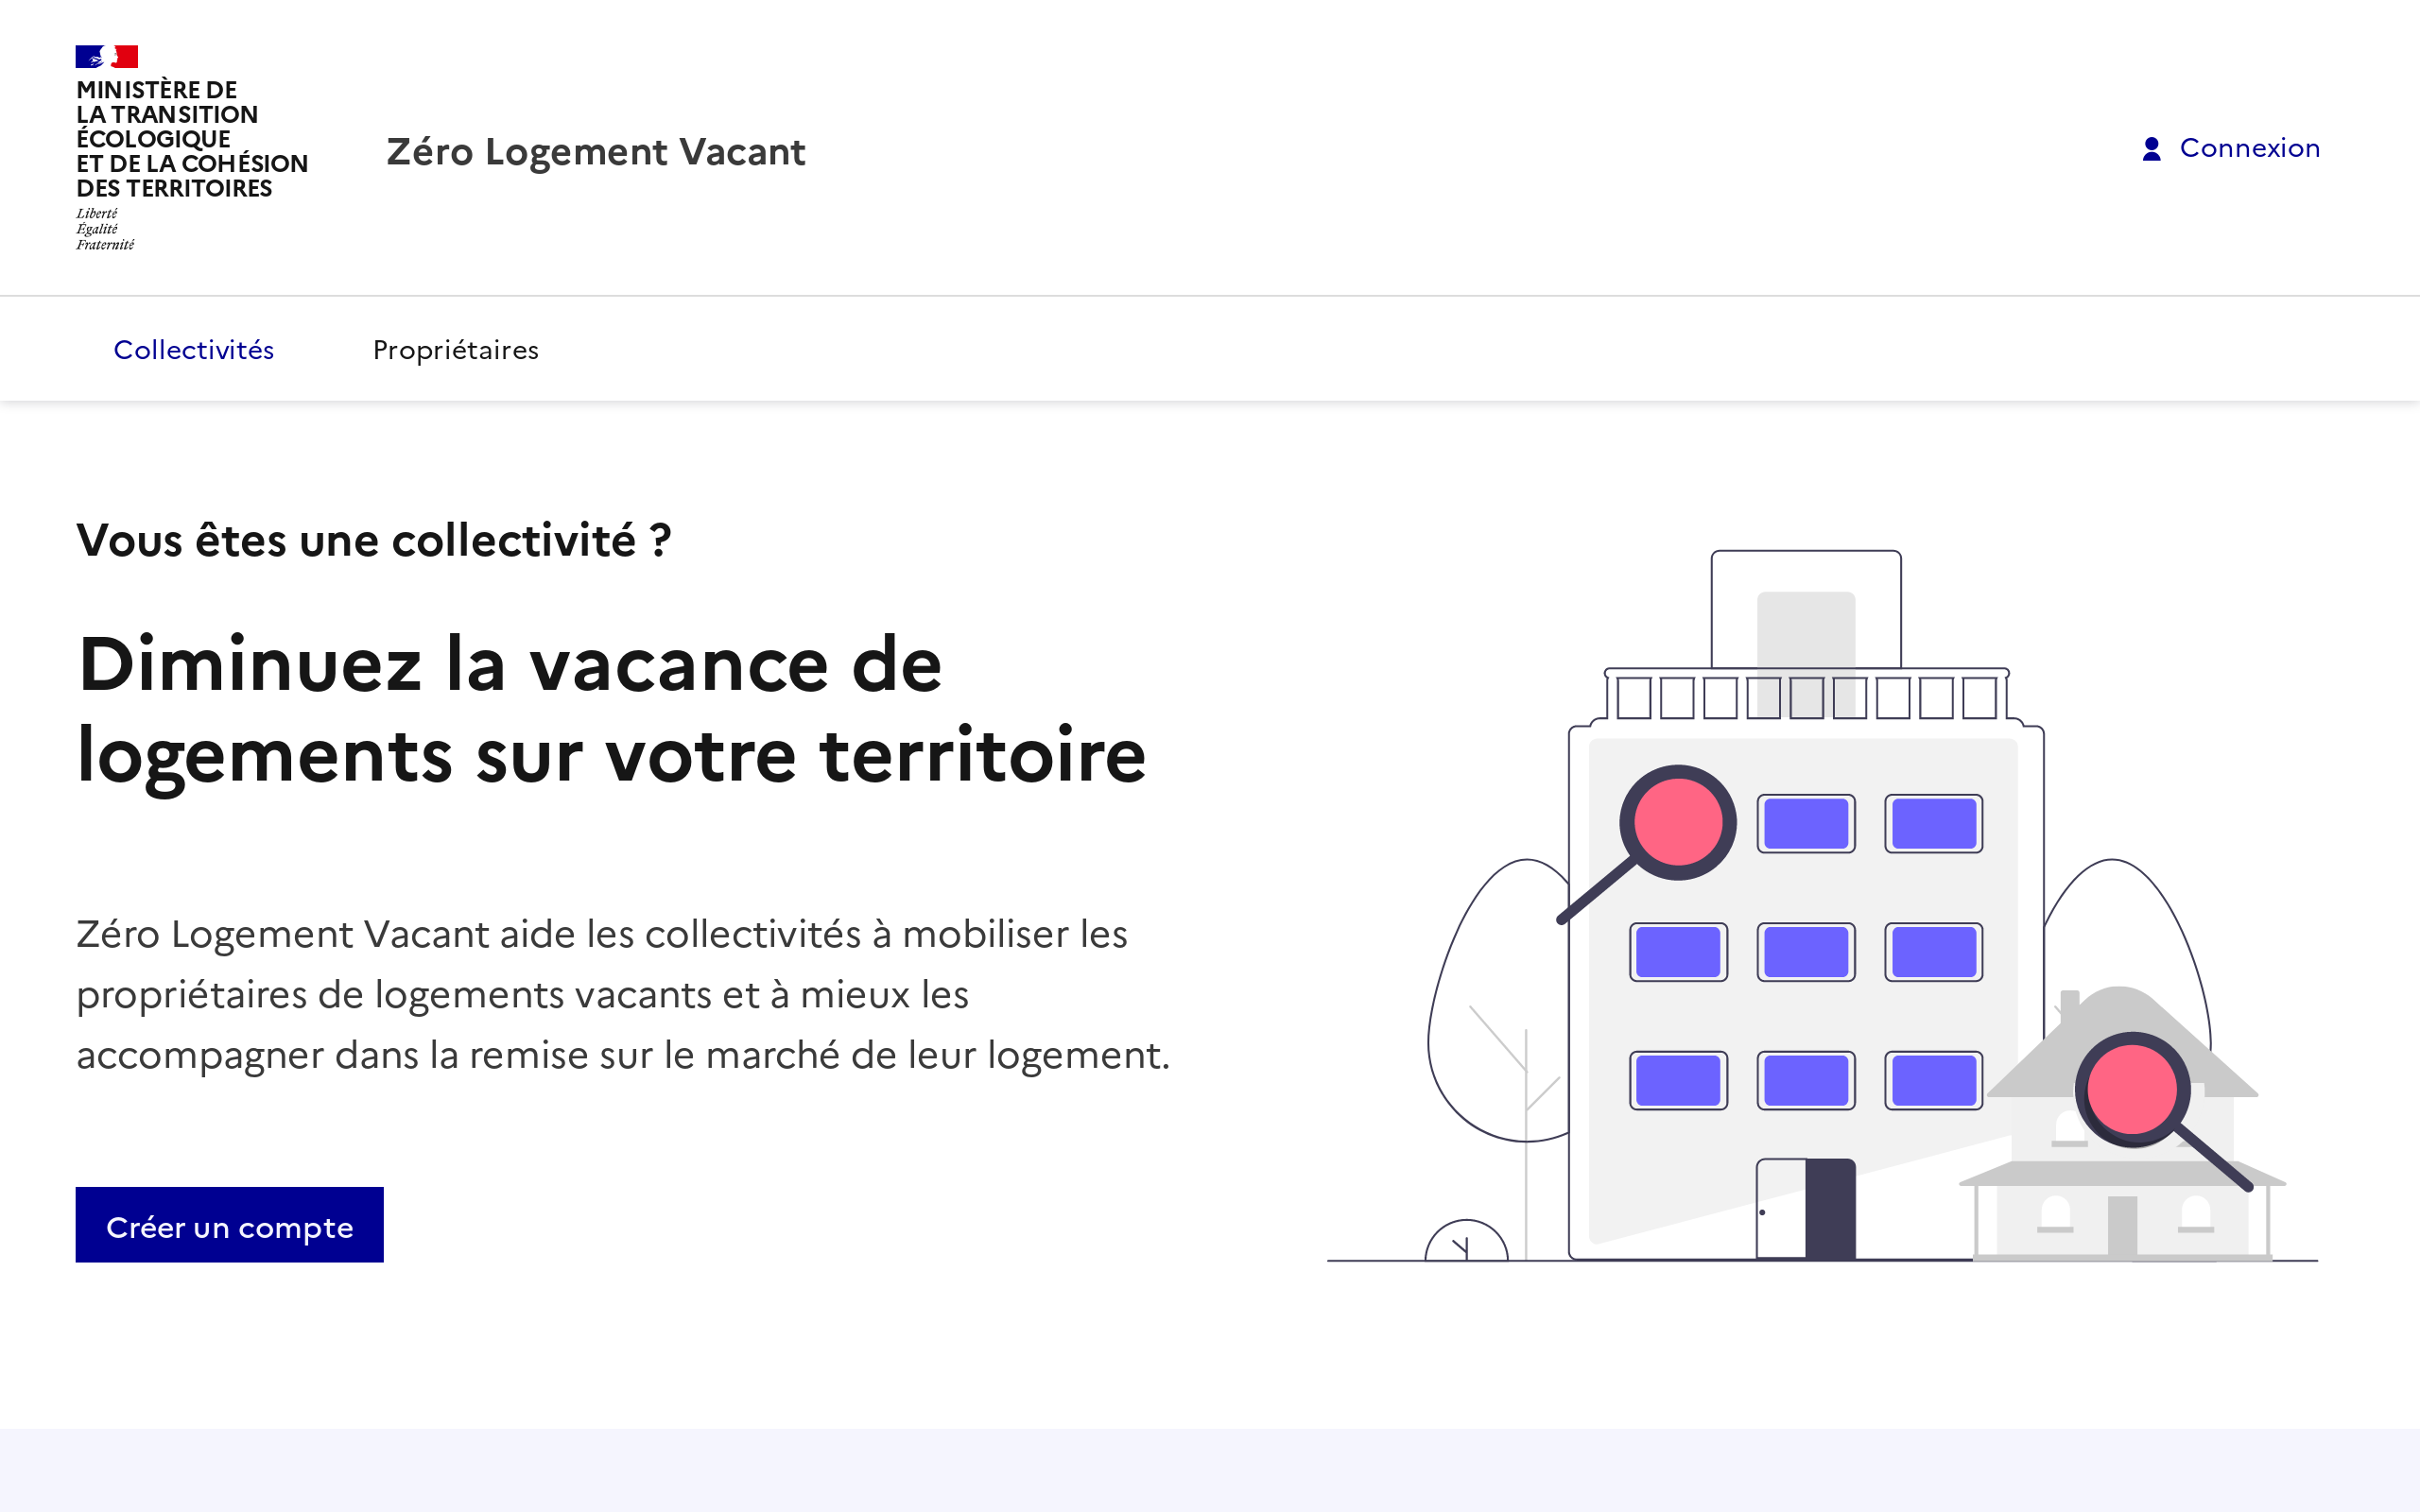 MINISTÈRE DE
LA TRANSITION
ÉCOLOGIQUE
ET DE LA COHÉSION
DES TERRITOIRES
Liberté
Égalité
Fraternité
Zéro Logement Vacant
Connexion
Collectivités
Propriétaires
Vous êtes une collectivité ?
Diminuez la vacance de
logements sur votre territoire
Zéro Logement Vacant aide les collectivités à mobiliser les
propriétaires de logements vacants et à mieux les
accompagner dans la remise sur le marché de leur logement.
Créer un compte